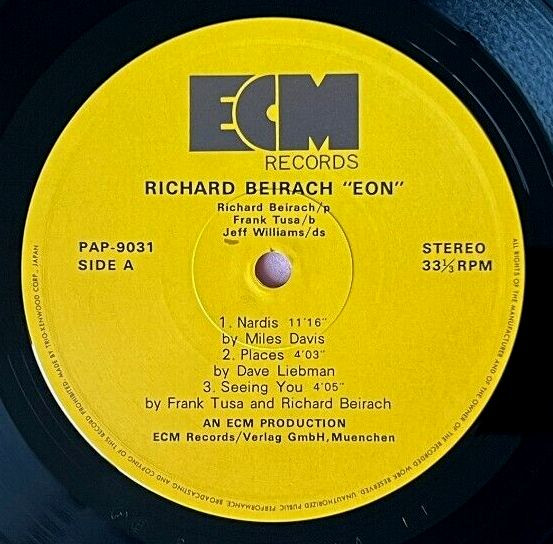 ECM
RECORDS
RICHARD BEIRACH "EON"
Richard Beirach/p
Frank Tusa/b
Jeff Williams/ds
PAP-9031
SIDE A
STEREO
33⅓ RPM
1. Nardis 11'16"
by Miles Davis
2. Places 4'03"
by Dave Liebman
3. Seeing You 4'05"
by Frank Tusa and Richard Beirach
AN ECM PRODUCTION
ECM Records/Verlag GmbH, Muenchen
ALL RIGHTS OF THE MANUFACTURER AND OF THE OWNER OF THE RECORDED WORK RESERVED. UNAUTHORIZED PUBLIC PERFORMANCE, BROADCASTING AND COPYING OF THIS RECORD PROHIBITED. MADE BY TRIO-KENWOOD CORP., JAPAN